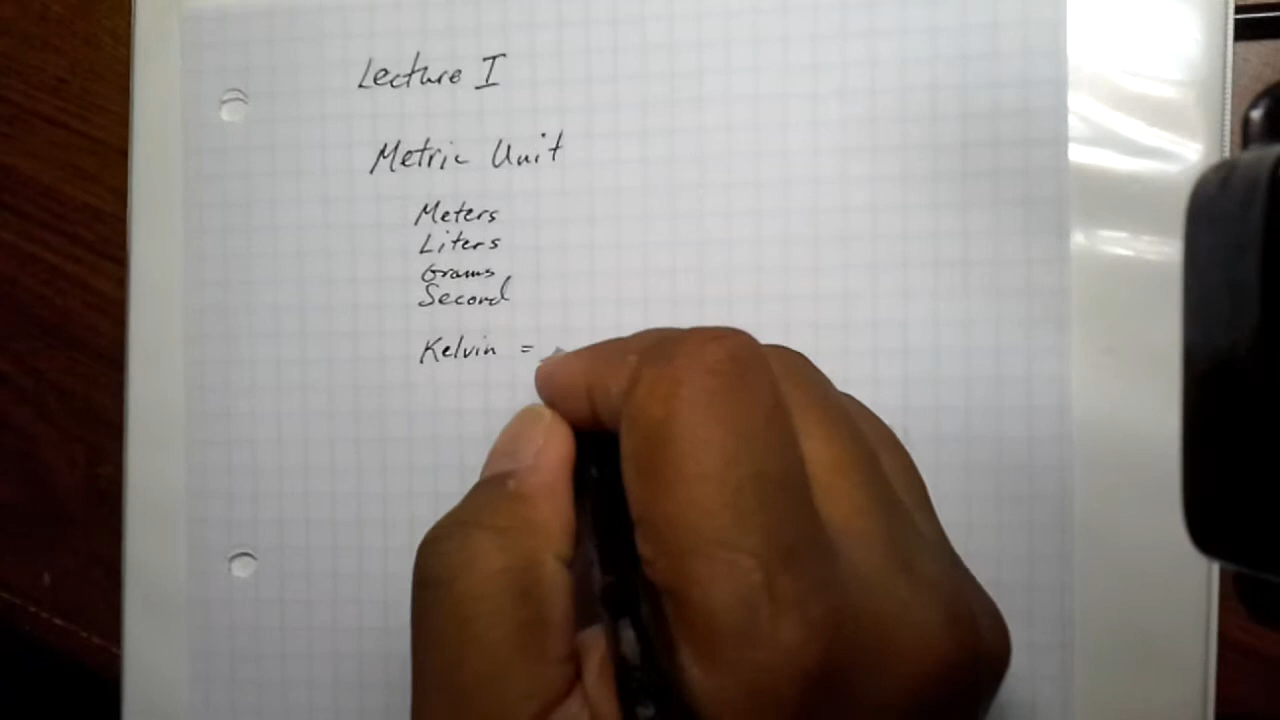 Lecture I
Metric Unit
Meters
Liters
Grams
Second
Kelvin =